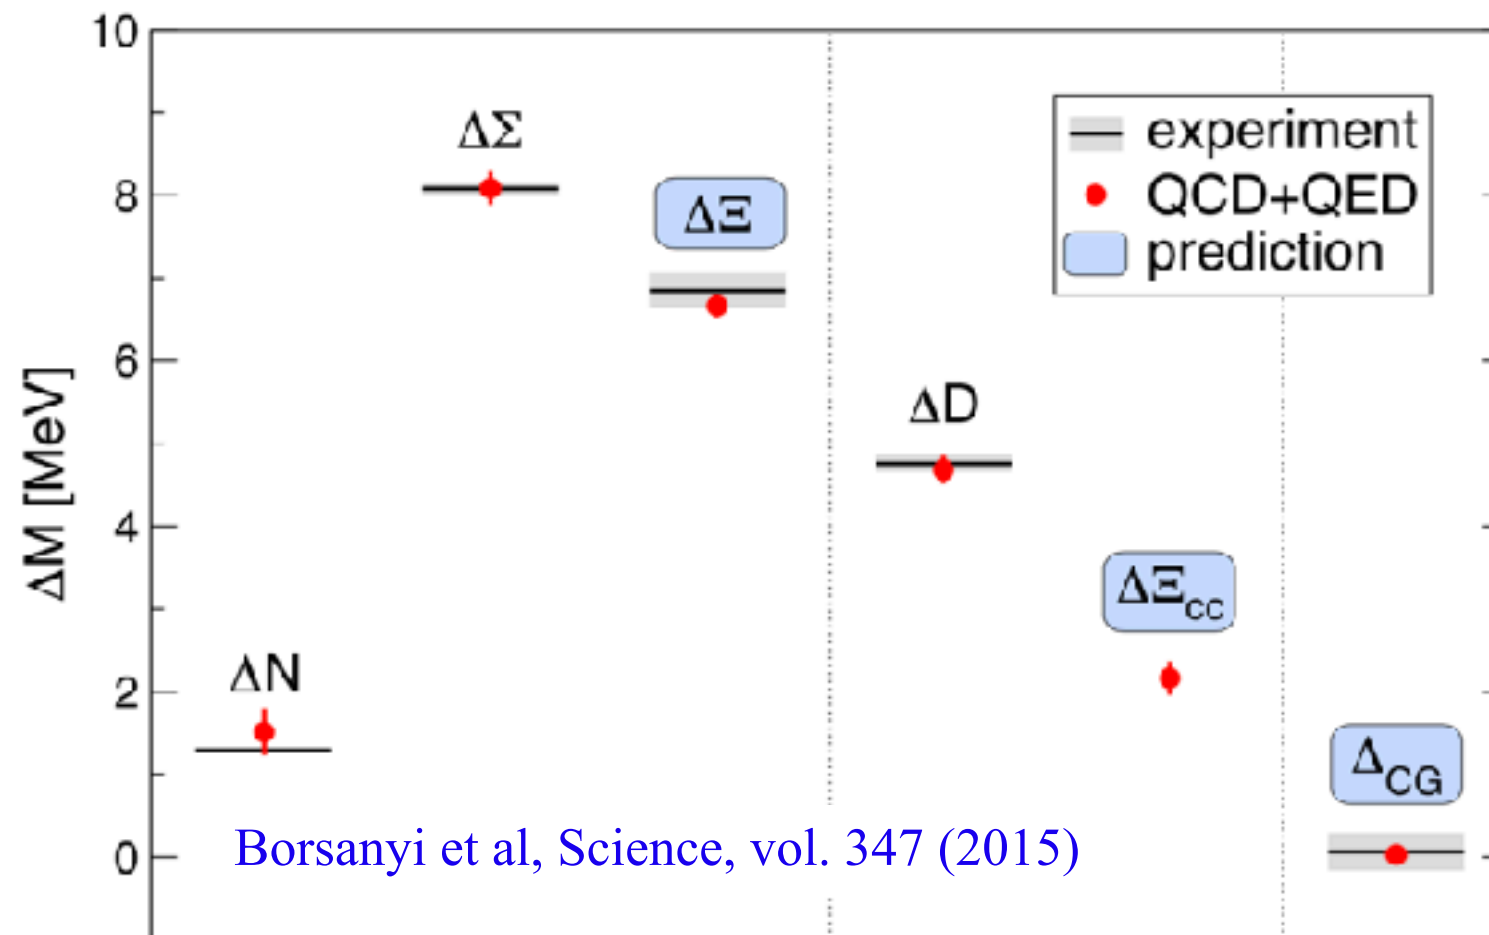 10
ΔΣ
experiment
QCD+QED
prediction
8
ΔΞ
6
ΔM [MeV]
ΔD
4
ΔΞcc
ΔN
2
ΔCG
0
Borsanyi et al, Science, vol. 347 (2015)